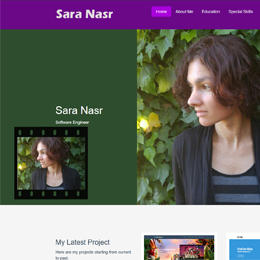 Sara Nasr
Home About Me Education Special Skills
Sara Nasr
Software Engineer
My Latest Project
Here are my projects starting from current
to past.